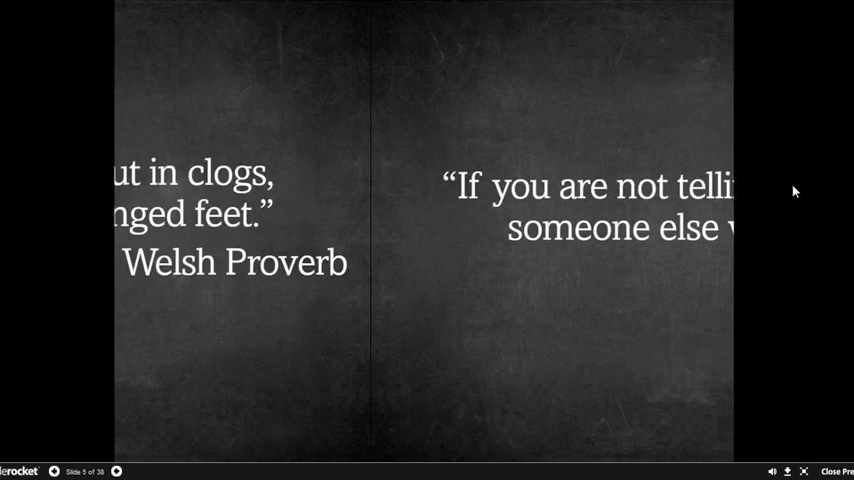 ut in clogs,
nged feet.”
Welsh Proverb
“If you are not telli
someone else
lerocket
Slide 5 of 38
Close Pre